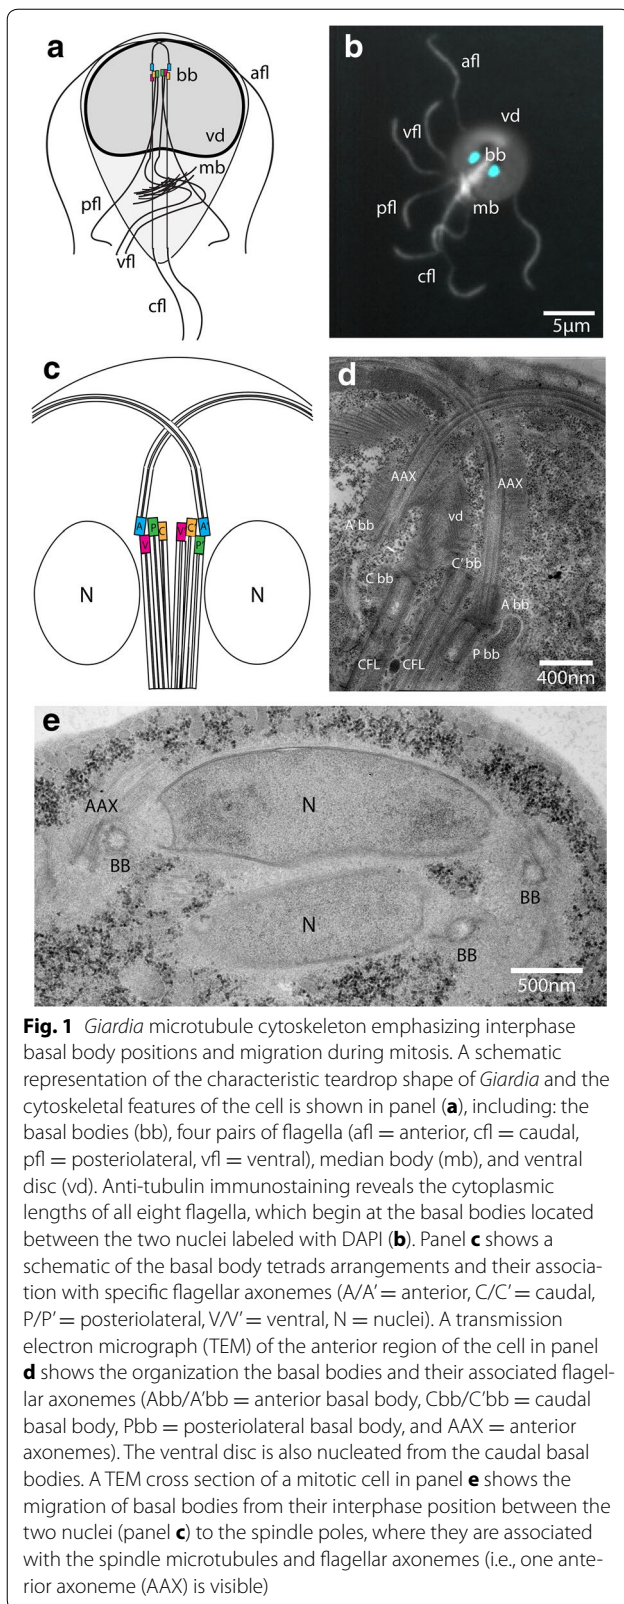 a
bb
afl
vd
mb
pfl
vfl
cfl
b
afl
vd
vfl
bb
pfl
mb
cfl
5µm
c
A P C V C' A'
V P'
N N
d
AAX AAX
A' bb
vd
C bb
C' bb
A bb
P bb
CFL CFL
400nm
e
N
AAX
BB
BB
N
BB
500nm
Fig. 1 Giardia microtubule cytoskeleton emphasizing interphase
basal body positions and migration during mitosis. A schematic
representation of the characteristic teardrop shape of Giardia and the
cytoskeletal features of the cell is shown in panel (a), including: the
basal bodies (bb), four pairs of flagella (afl = anterior, cfl = caudal,
pfl = posteriolateral, vfl = ventral), median body (mb), and ventral
disc (vd). Anti-tubulin immunostaining reveals the cytoplasmic
lengths of all eight flagella, which begin at the basal bodies located
between the two nuclei labeled with DAPI (b). Panel c shows a
schematic of the basal body tetrads arrangements and their associa-
tion with specific flagellar axonemes (A/A' = anterior, C/C' = caudal,
P/P' = posteriolateral, V/V' = ventral, N = nuclei). A transmission
electron micrograph (TEM) of the anterior region of the cell in panel
d shows the organization the basal bodies and their associated flagel-
lar axonemes (Abb/A'bb = anterior basal body, Cbb/C'bb = caudal
basal body, Pbb = posteriolateral basal body, and AAX = anterior
axonemes). The ventral disc is also nucleated from the caudal basal
bodies. A TEM cross section of a mitotic cell in panel e shows the
migration of basal bodies from their interphase position between the
two nuclei (panel c) to the spindle poles, where they are associated
with the spindle microtubules and flagellar axonemes (i.e., one ante-
rior axoneme (AAX) is visible)